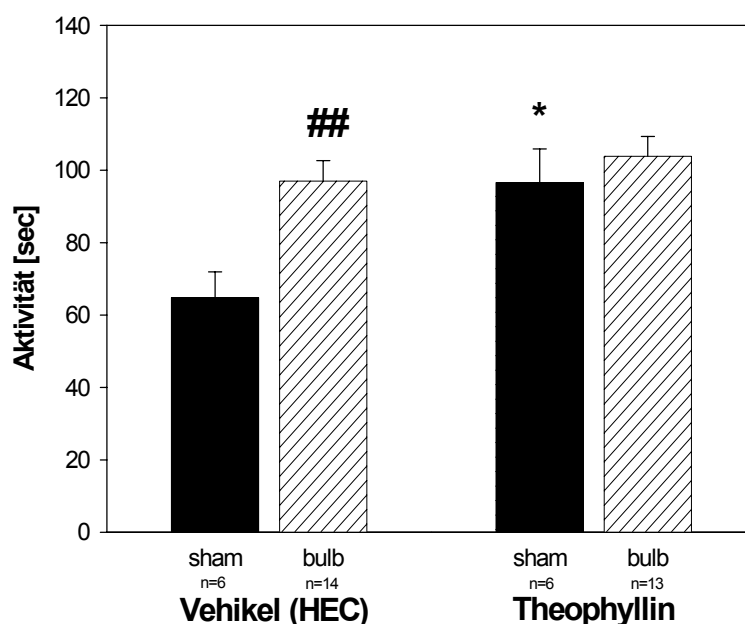 140
120
100
80
60
40
20
0
Aktivität [sec]
##
*
sham bulb sham bulb
n=6 n=14 n=6 n=13
Vehikel (HEC) Theophyllin